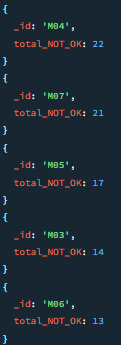 {
_id: 'M04',
total_NOT_OK: 22
}
{
_id: 'M07',
total_NOT_OK: 21
}
{
_id: 'M05',
total_NOT_OK: 17
}
{
_id: 'M03',
total_NOT_OK: 14
}
{
_id: 'M06',
total_NOT_OK: 13
}